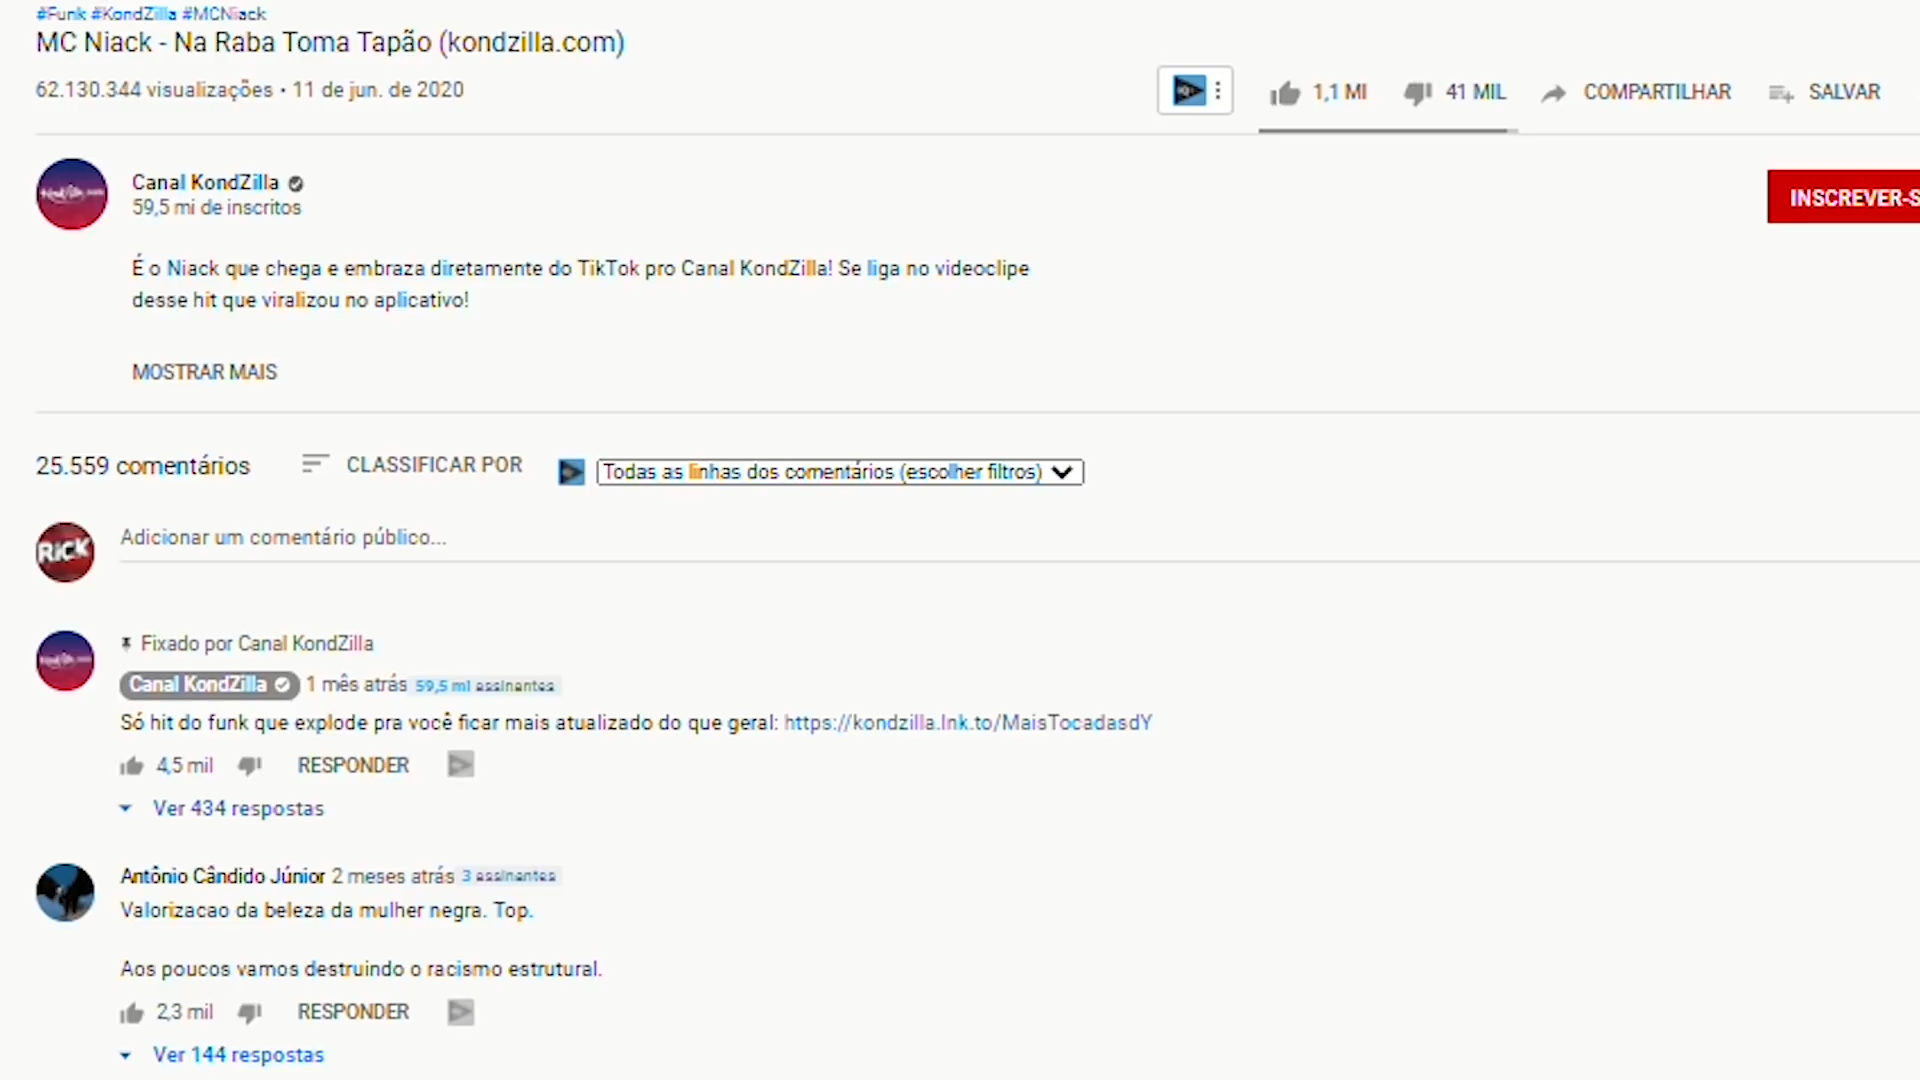 #Funk #KondZilla #MCNiack
MC Niack - Na Raba Toma Tapão (kondzilla.com)
62.130.344 visualizações • 11 de jun. de 2020
1,1 MI
41 MIL
COMPARTILHAR
SALVAR
Canal KondZilla
59,5 mi de inscritos
INSCREVER-S
É o Niack que chega e embraza diretamente do TikTok pro Canal KondZilla! Se liga no videoclipe
desse hit que viralizou no aplicativo!
MOSTRAR MAIS
25.559 comentários
CLASSIFICAR POR
Todas as linhas dos comentários (escolher filtros)
RICK
Adicionar um comentário público...
Fixado por Canal KondZilla
Canal KondZilla 1 mês atrás 59,5 mi assinantes
Só hit do funk que explode pra você ficar mais atualizado do que geral: https://kondzilla.lnk.to/MaisTocadasdY
4,5 mil RESPONDER
Ver 434 respostas
Antônio Cândido Júnior 2 meses atrás 3 assinantes
Valorizacao da beleza da mulher negra. Top.
Aos poucos vamos destruindo o racismo estrutural.
2,3 mil RESPONDER
Ver 144 respostas